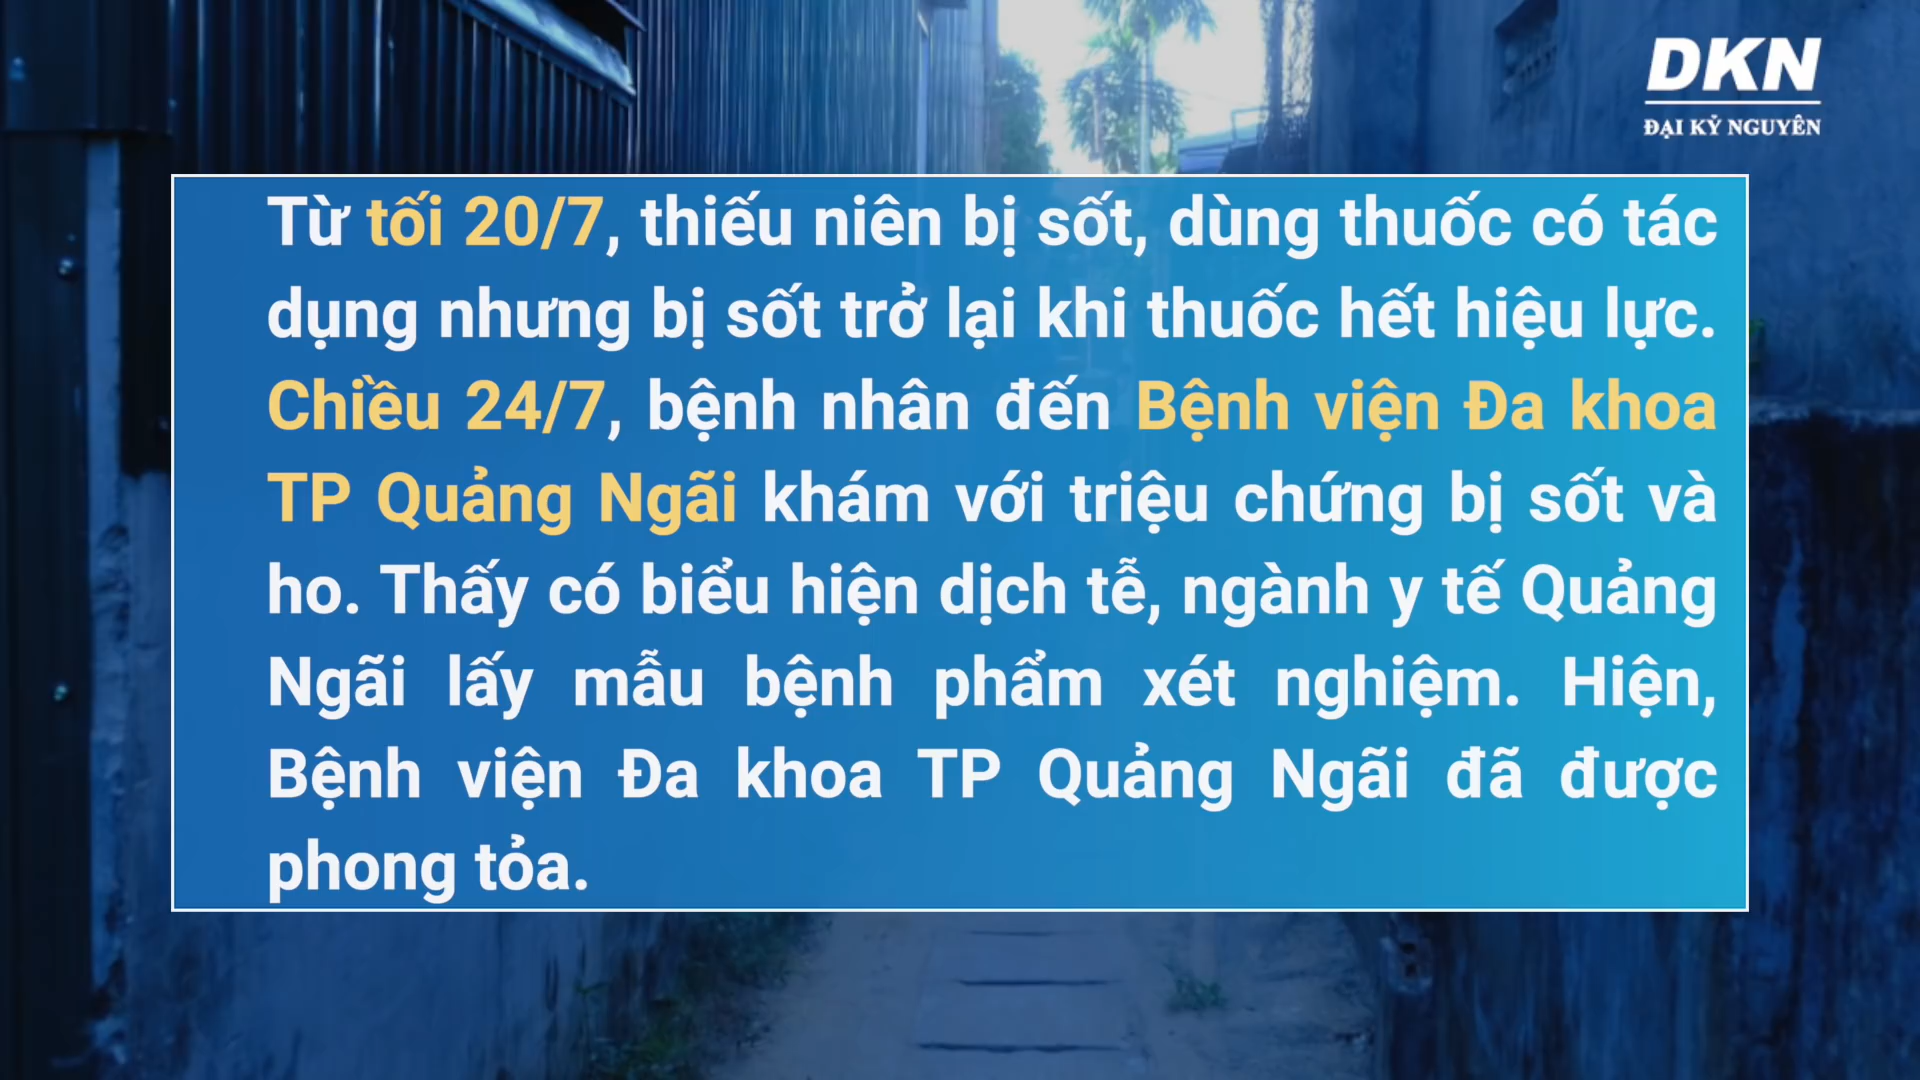 DKN
ĐẠI KỶ NGUYÊN
Từ tối 20/7, thiếu niên bị sốt, dùng thuốc có tác
dụng nhưng bị sốt trở lại khi thuốc hết hiệu lực.
Chiều 24/7, bệnh nhân đến Bệnh viện Đa khoa
TP Quảng Ngãi khám với triệu chứng bị sốt và
ho. Thấy có biểu hiện dịch tễ, ngành y tế Quảng
Ngãi lấy mẫu bệnh phẩm xét nghiệm. Hiện,
Bệnh viện Đa khoa TP Quảng Ngãi đã được
phong tỏa.